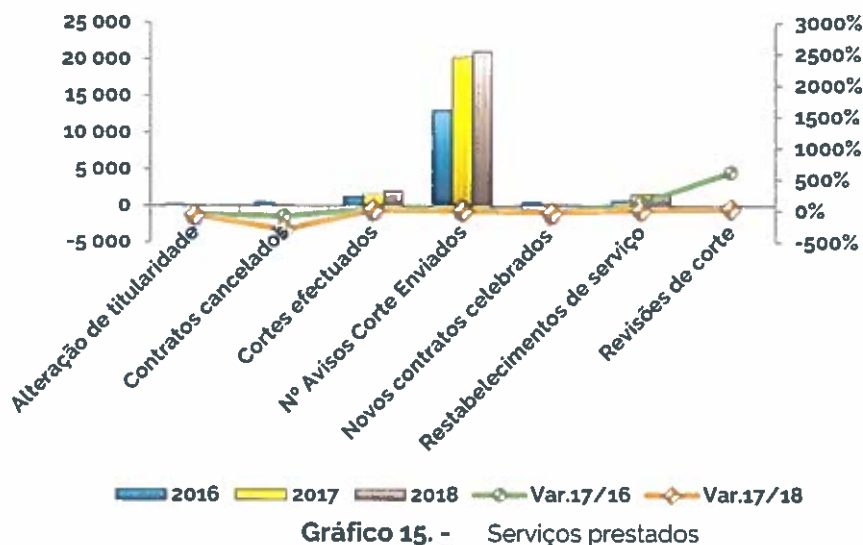 25 000
20 000
15 000
10 000
5 000
0
-5 000
3000%
2500%
2000%
1500%
1000%
500%
0%
-500%
Alteração de titularidade
Contratos cancelados
Cortes efectuados
Nº Avisos Corte Enviados
Novos contratos celebrados
Restabelecimentos de serviço
Revisões de corte
2016 2017 2018 Var.17/16 Var.17/18
Gráfico 15. - Serviços prestados